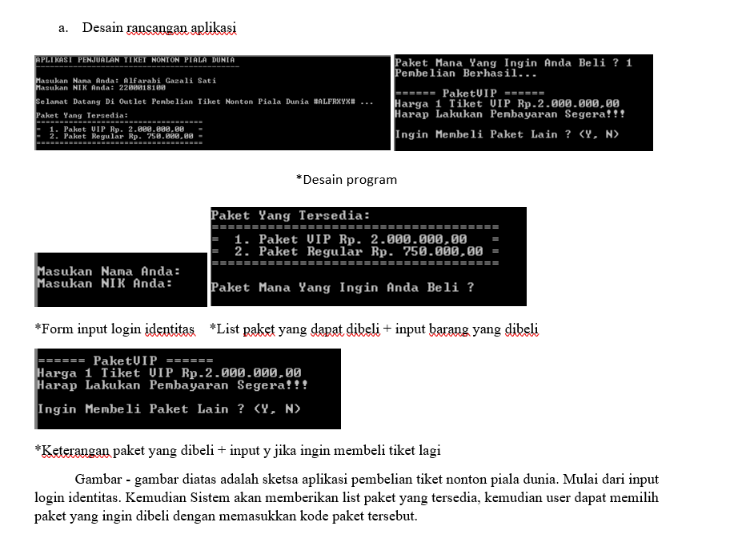 a. Desain rancangan aplikasi
APLIKASI PENJUALAN TIKET NONTON PIALA DUNIA
Masukan Nama Anda: Alfarabi Gazali Sati
Masukan NIK Anda: 2200018100
Selamat Datang Di Outlet Pembelian Tiket Nonton Piala Dunia #ALFRXYX# ...
Paket Yang Tersedia:
===================================
= 1. Paket VIP Rp. 2.000.000,00 =
= 2. Paket Regular Rp. 750.000,00 =
===================================
Paket Mana Yang Ingin Anda Beli ? 1
Pembelian Berhasil...
====== PaketVIP ======
Harga 1 Tiket VIP Rp.2.000.000,00
Harap Lakukan Pembayaran Segera!!!
Ingin Membeli Paket Lain ? (Y, N)
*Desain program
Masukan Nama Anda:
Masukan NIK Anda:
Paket Yang Tersedia:
===================================
= 1. Paket VIP Rp. 2.000.000,00 =
= 2. Paket Regular Rp. 750.000,00 =
===================================
Paket Mana Yang Ingin Anda Beli ?
*Form input login identitas *List paket yang dapat dibeli + input barang yang dibeli
====== PaketVIP ======
Harga 1 Tiket VIP Rp.2.000.000,00
Harap Lakukan Pembayaran Segera!!!
Ingin Membeli Paket Lain ? (Y, N)
*Keterangan paket yang dibeli + input y jika ingin membeli tiket lagi
Gambar - gambar diatas adalah sketsa aplikasi pembelian tiket nonton piala dunia. Mulai dari input
login identitas. Kemudian Sistem akan memberikan list paket yang tersedia, kemudian user dapat memilih
paket yang ingin dibeli dengan memasukkan kode paket tersebut.